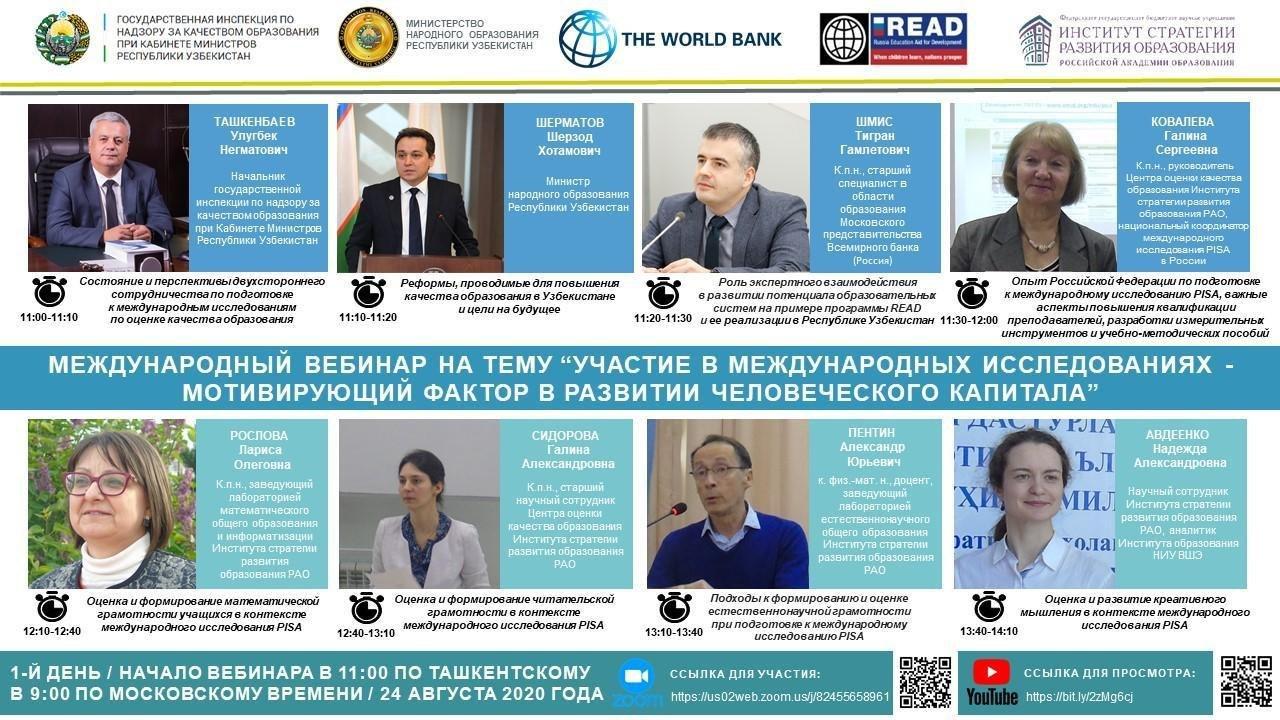 ГОСУДАРСТВЕННАЯ ИНСПЕКЦИЯ ПО
НАДЗОРУ ЗА КАЧЕСТВОМ ОБРАЗОВАНИЯ
ПРИ КАБИНЕТЕ МИНИСТРОВ
РЕСПУБЛИКИ УЗБЕКИСТАН
МИНИСТЕРСТВО
НАРОДНОГО ОБРАЗОВАНИЯ
РЕСПУБЛИКИ УЗБЕКИСТАН
THE WORLD BANK
READ
Russia Education Aid for Development
When children learn, nations prosper
Федеральное государственное бюджетное научное учреждение
ИНСТИТУТ СТРАТЕГИИ
РАЗВИТИЯ ОБРАЗОВАНИЯ
РОССИЙСКОЙ АКАДЕМИИ ОБРАЗОВАНИЯ
ТАШКЕНБАЕВ
Улугбек
Негматович
Начальник
государственной
инспекции по надзору за
качеством образования
при Кабинете Министров
Республики Узбекистан
11:00-11:10
Состояние и перспективы двухстороннего
сотрудничества по подготовке
к международным исследованиям
по оценке качества образования
ШЕРМАТОВ
Шерзод
Хотамович
Министр
народного образования
Республики Узбекистан
11:10-11:20
Реформы, проводимые для повышения
качества образования в Узбекистане
и цели на будущее
ШМИС
Тигран
Гамлетович
К.п.н., старший
специалист в
области
образования
Московского
представительства
Всемирного банка
(Россия)
11:20-11:30
Роль экспертного взаимодействия
в развитии потенциала образовательных
систем на примере программы READ
и ее реализации в Республике Узбекистан
КОВАЛЕВА
Галина
Сергеевна
К.п.н., руководитель
Центра оценки качества
образования Института
стратегии развития
образования РАО,
национальный координатор
международного
исследования PISA
в России
11:30-12:00
Опыт Российской Федерации по подготовке
к международному исследованию PISA, важные
аспекты повышения квалификации
преподавателей, разработки измерительных
инструментов и учебно-методических пособий
МЕЖДУНАРОДНЫЙ ВЕБИНАР НА ТЕМУ “УЧАСТИЕ В МЕЖДУНАРОДНЫХ ИССЛЕДОВАНИЯХ -
МОТИВИРУЮЩИЙ ФАКТОР В РАЗВИТИИ ЧЕЛОВЕЧЕСКОГО КАПИТАЛА”
РОСЛОВА
Лариса
Олеговна
К.п.н., заведующий
лабораторией
математического
общего образования
и информатизации
Института стратегии
развития
образования РАО
12:10-12:40
Оценка и формирование математической
грамотности учащихся в контексте
международного исследования PISA
СИДОРОВА
Галина
Александровна
К.п.н., старший
научный сотрудник
Центра оценки
качества образования
Института стратегии
развития образования
РАО
12:40-13:10
Оценка и формирование читательской
грамотности в контексте
международного исследования PISA
ПЕНТИН
Александр
Юрьевич
к. физ.-мат. н., доцент,
заведующий
лабораторией
естественнонаучного
общего образования
Института стратегии
развития образования
РАО
13:10-13:40
Подходы к формированию и оценке
естественнонаучной грамотности
при подготовке к международному
исследованию PISA
АВДЕЕНКО
Надежда
Александровна
Научный сотрудник
Института стратегии
развития образования
РАО, аналитик
Института образования
НИУ ВШЭ
13:40-14:10
Оценка и развитие креативного
мышления в контексте международного
исследования PISA
1-Й ДЕНЬ / НАЧАЛО ВЕБИНАРА В 11:00 ПО ТАШКЕНТСКОМУ
В 9:00 ПО МОСКОВСКОМУ ВРЕМЕНИ / 24 АВГУСТА 2020 ГОДА
zoom
ССЫЛКА ДЛЯ УЧАСТИЯ:
https://us02web.zoom.us/j/82455658961
YouTube
ССЫЛКА ДЛЯ ПРОСМОТРА:
https://bit.ly/2zMg6cj